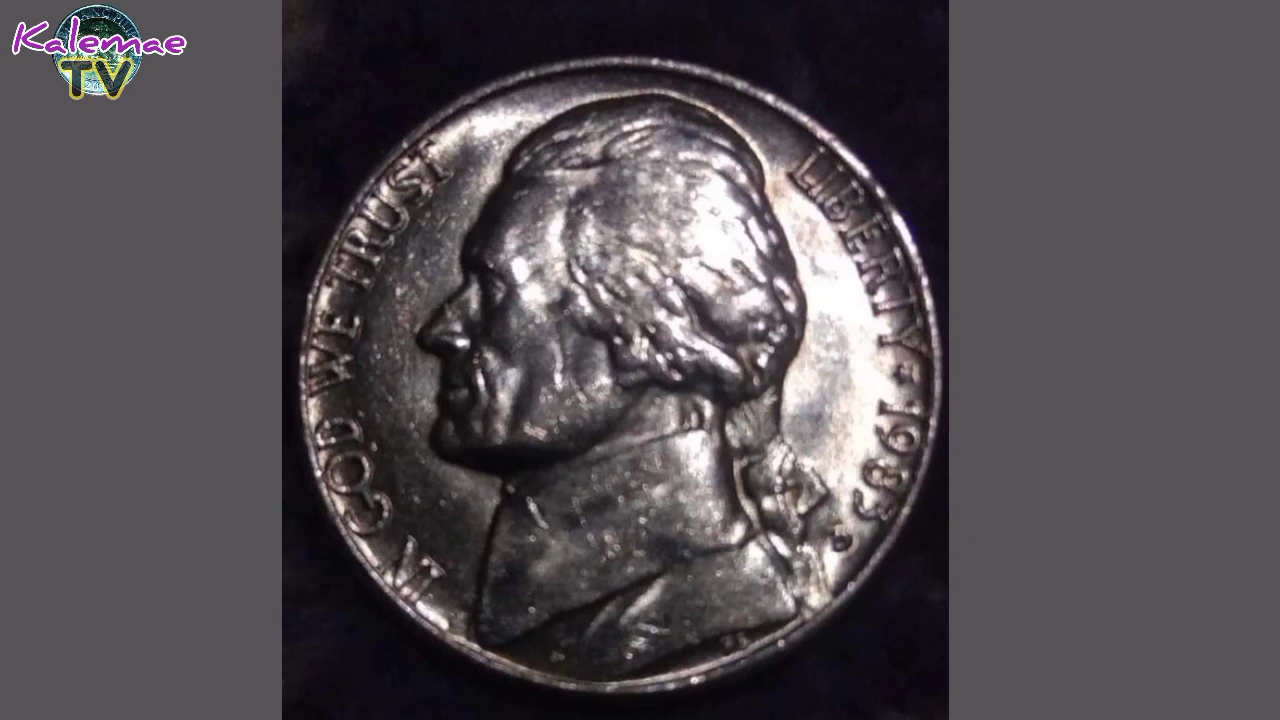 Kalemae
TV
IN GOD WE TRUST
LIBERTY ★ 1983
D